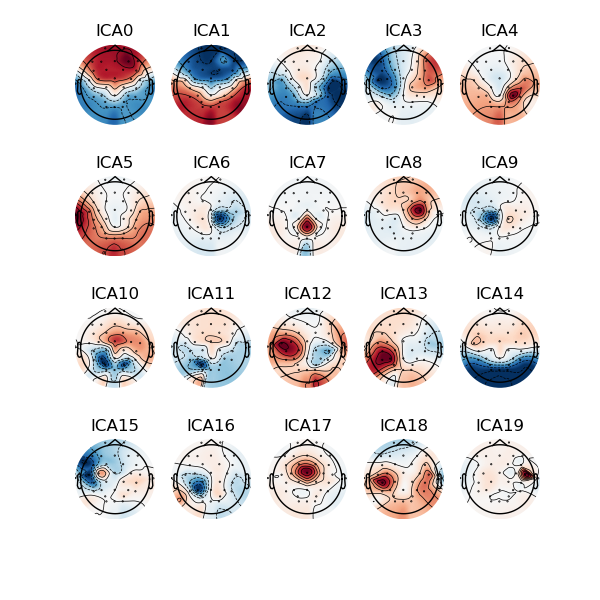 ICA0 ICA1 ICA2 ICA3 ICA4
ICA5 ICA6 ICA7 ICA8 ICA9
ICA10 ICA11 ICA12 ICA13 ICA14
ICA15 ICA16 ICA17 ICA18 ICA19